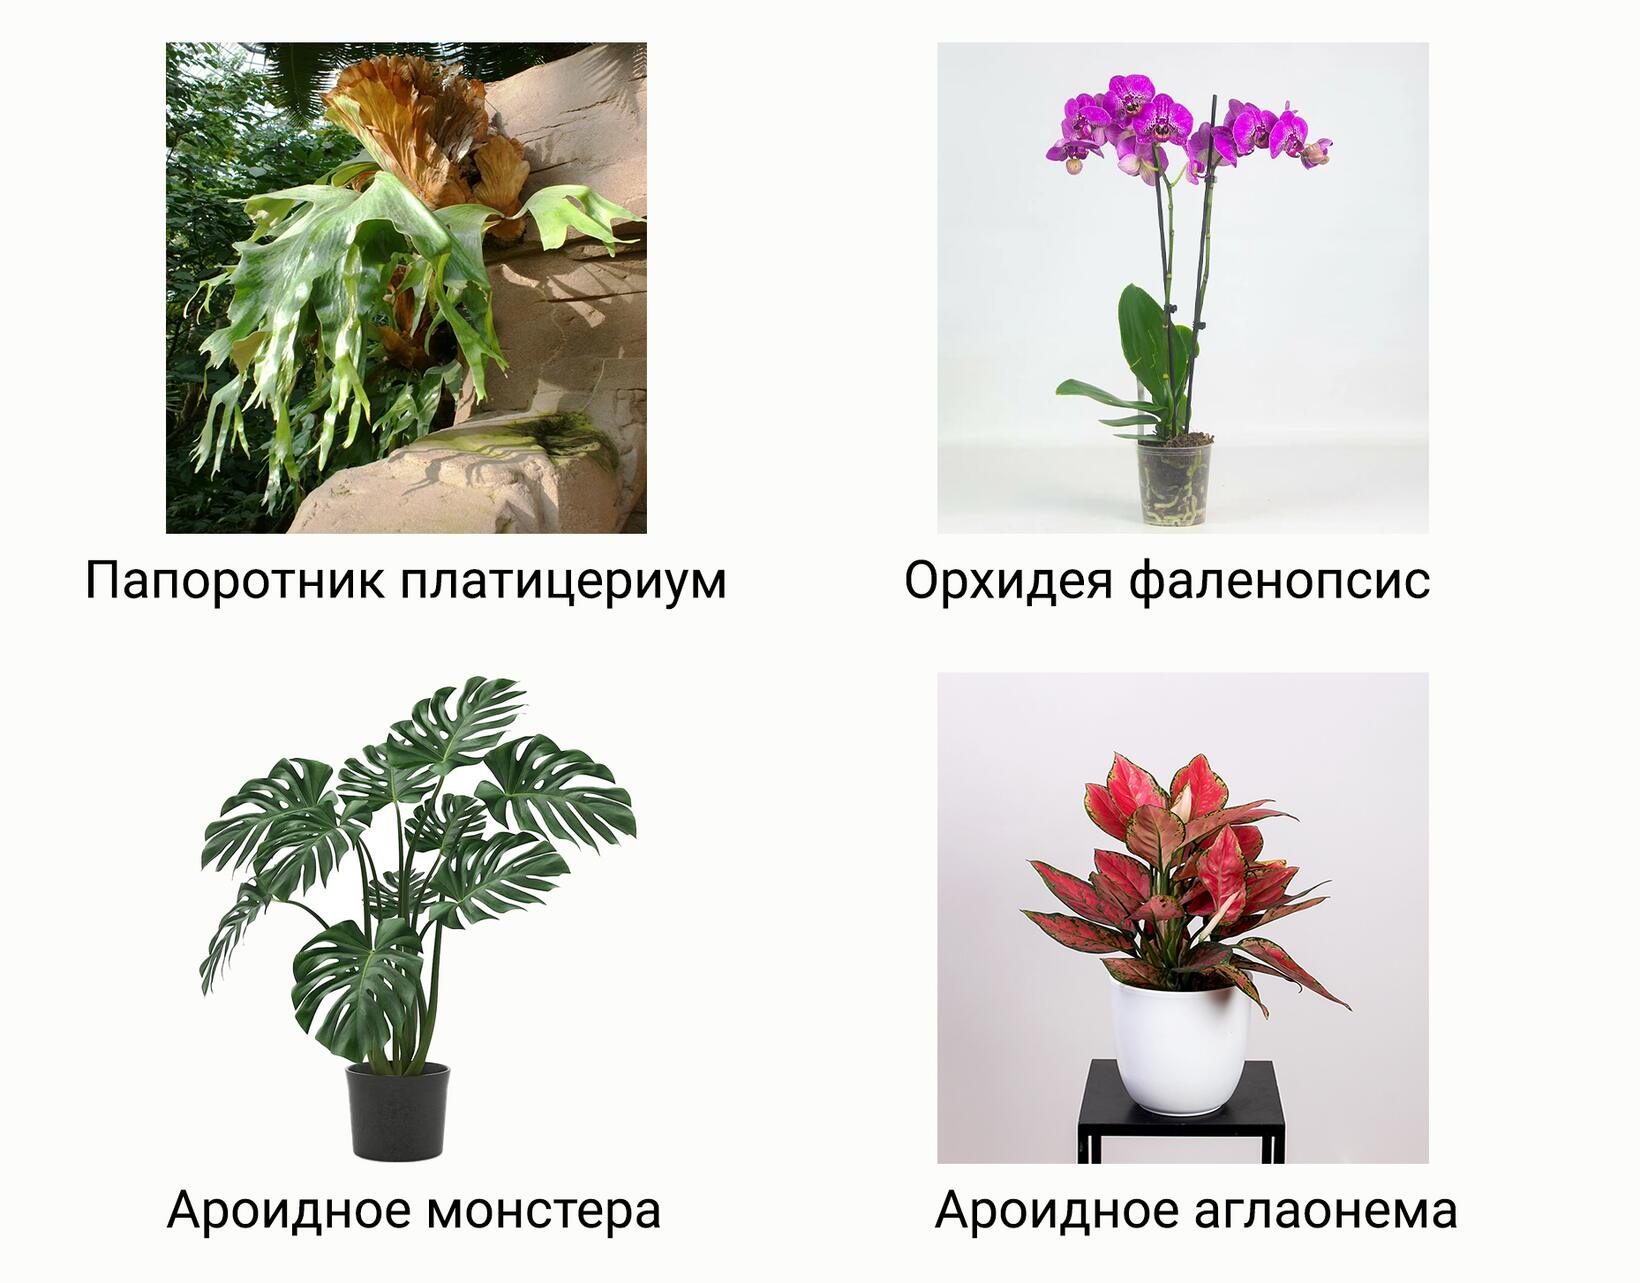 Папоротник платицериум
Орхидея фаленопсис
Ароидное монстера
Ароидное аглаонема